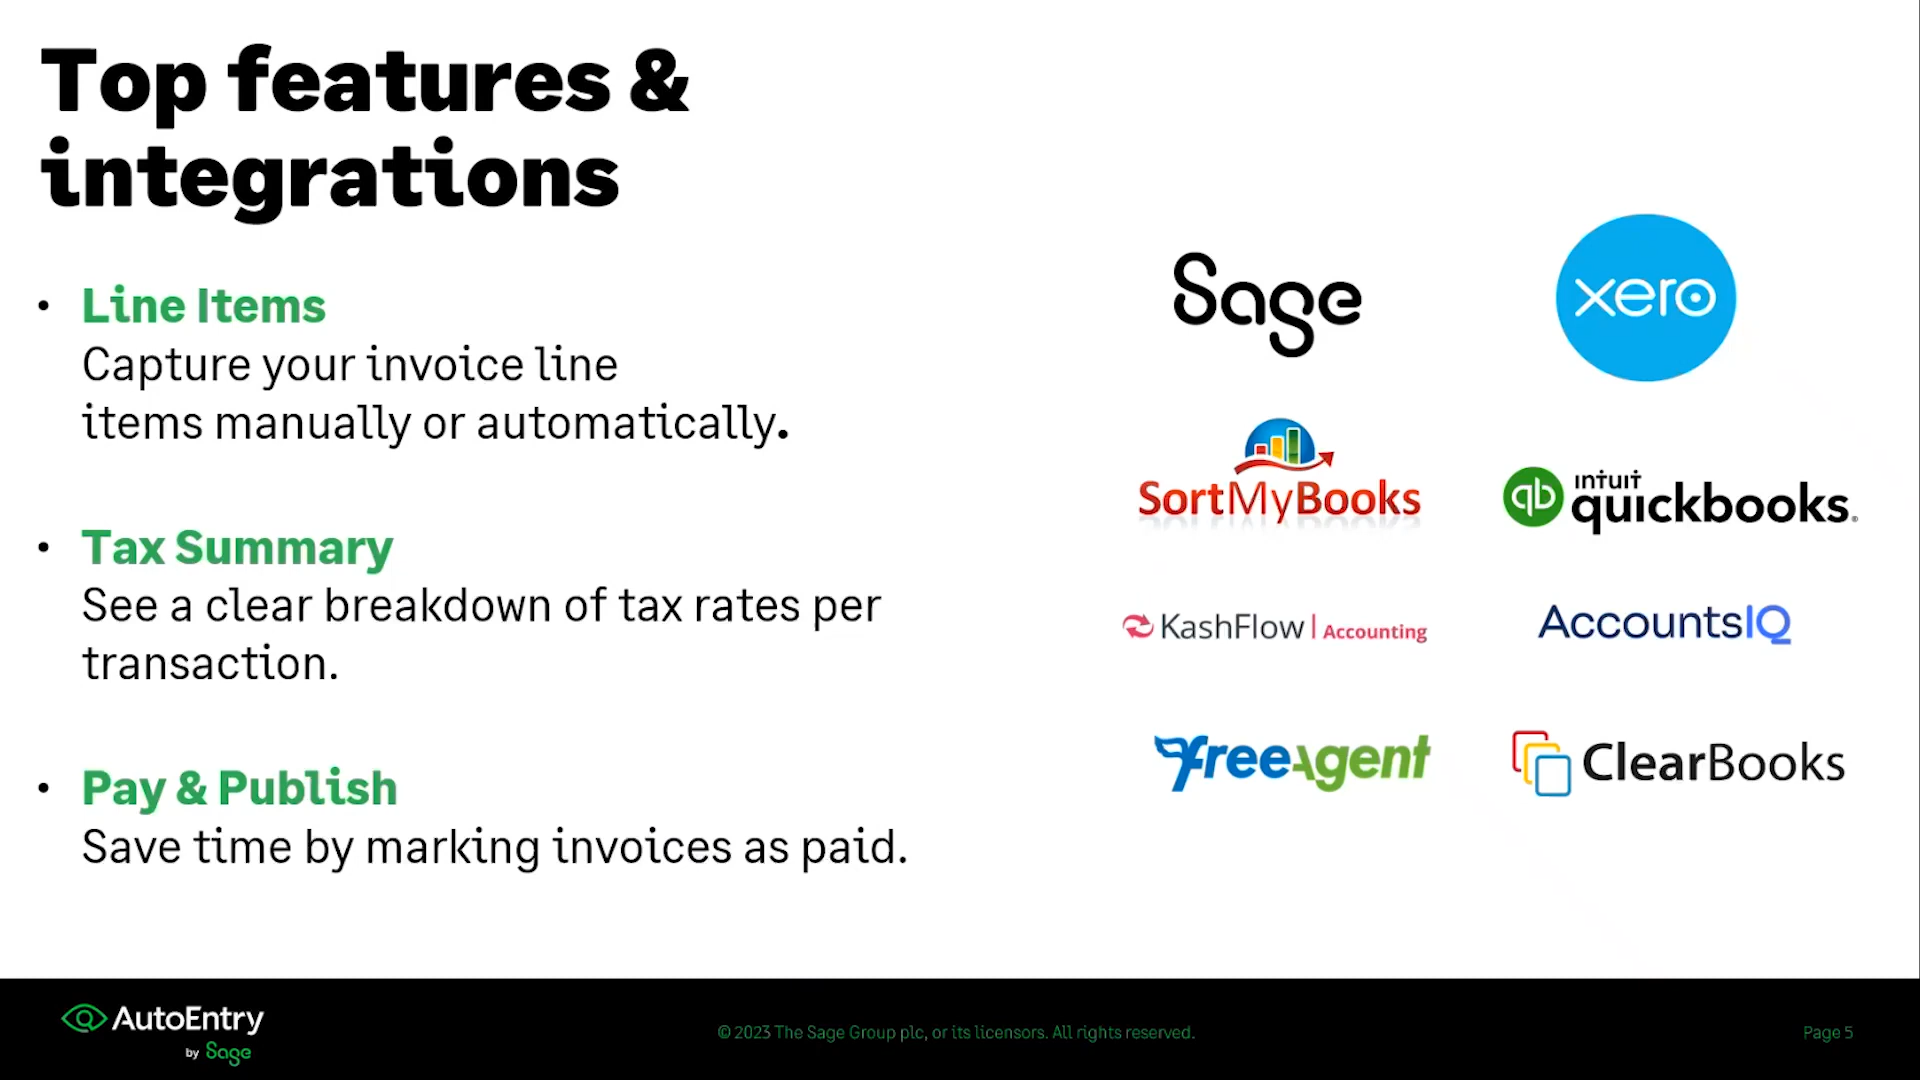 Top features &
integrations
• Line Items
Capture your invoice line
items manually or automatically.
• Tax Summary
See a clear breakdown of tax rates per
transaction.
• Pay & Publish
Save time by marking invoices as paid.
Sage
xero
SortMyBooks
qb intuit quickbooks.
KashFlow | Accounting
AccountsIQ
freeagent
ClearBooks
AutoEntry
by Sage
© 2023 The Sage Group plc, or its licensors. All rights reserved.
Page 5